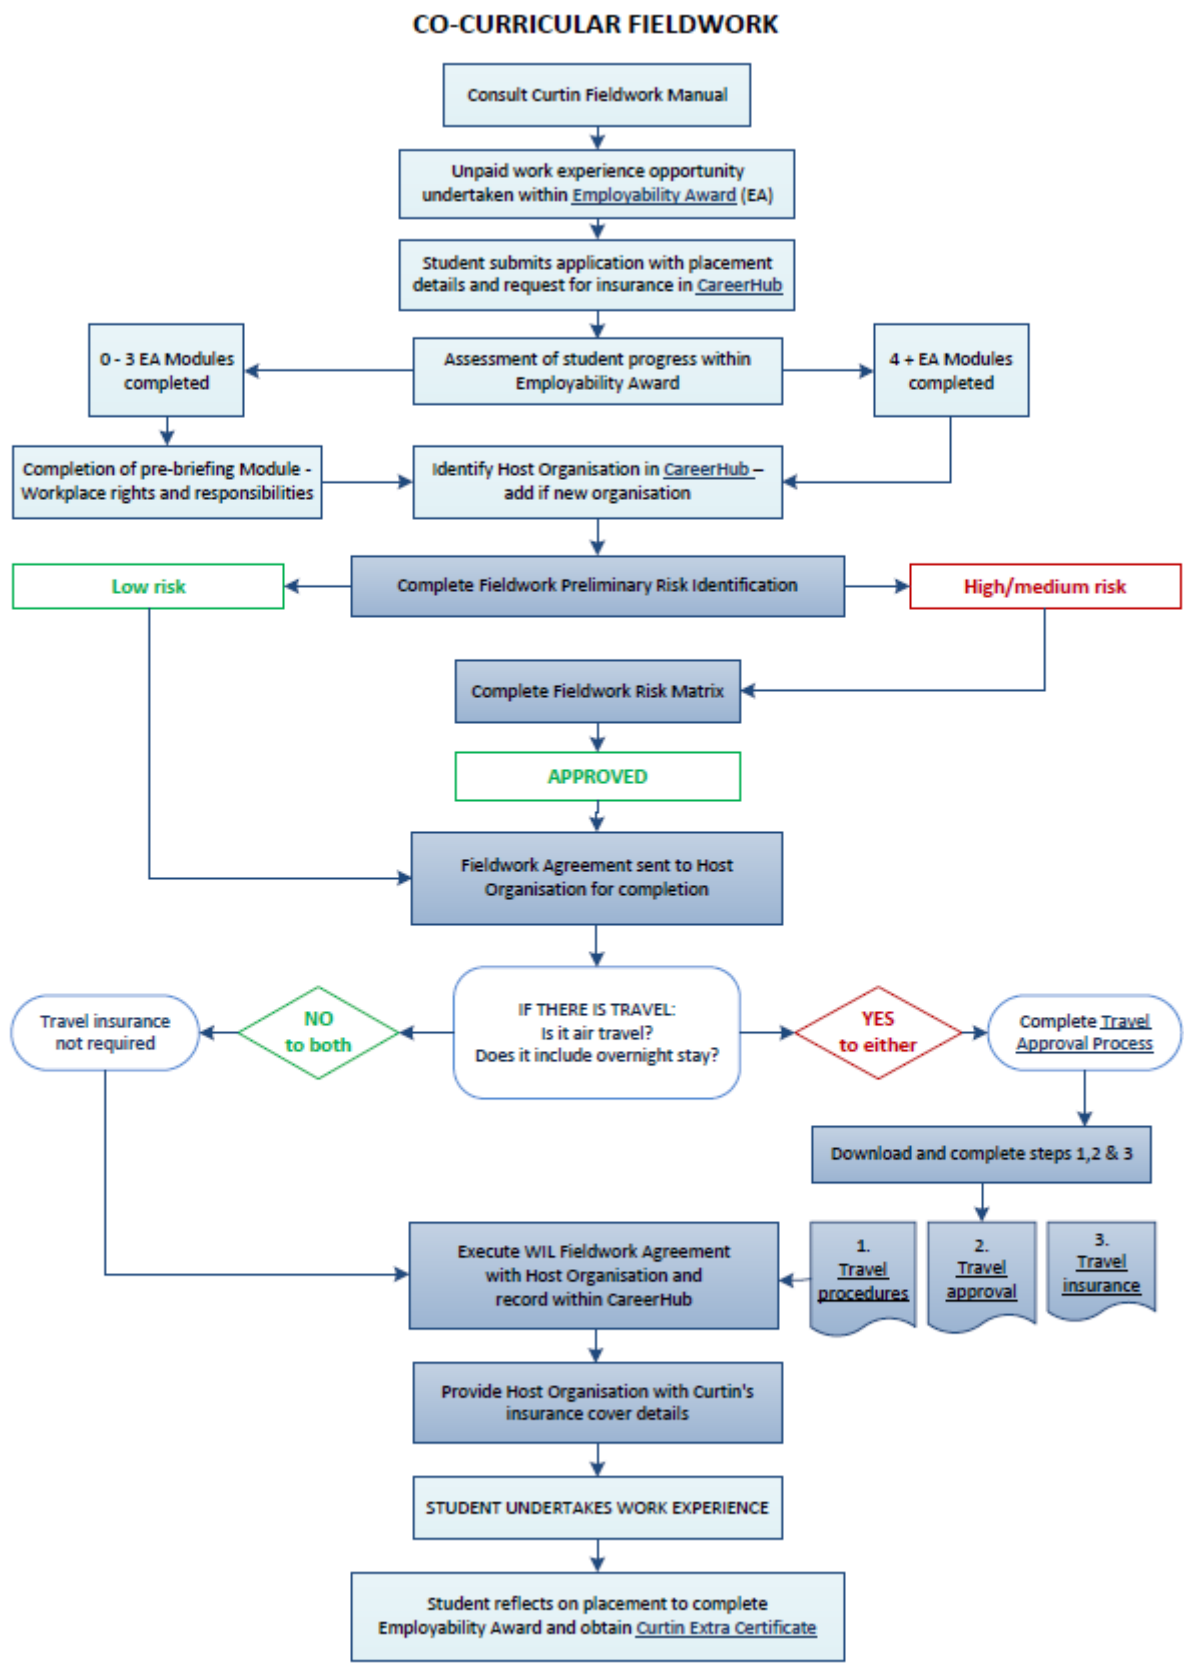 CO-CURRICULAR FIELDWORK
Consult Curtin Fieldwork Manual
Unpaid work experience opportunity
undertaken within Employability Award (EA)
Student submits application with placement
details and request for insurance in CareerHub
0 - 3 EA Modules
completed
Assessment of student progress within
Employability Award
4 + EA Modules
completed
Completion of pre-briefing Module -
Workplace rights and responsibilities
Identify Host Organisation in CareerHub –
add if new organisation
Low risk
Complete Fieldwork Preliminary Risk Identification
High/medium risk
Complete Fieldwork Risk Matrix
APPROVED
Fieldwork Agreement sent to Host
Organisation for completion
Travel insurance
not required
NO
to both
IF THERE IS TRAVEL:
Is it air travel?
Does it include overnight stay?
YES
to either
Complete Travel
Approval Process
Download and complete steps 1,2 & 3
Execute WIL Fieldwork Agreement
with Host Organisation and
record within CareerHub
1.
Travel
procedures
2.
Travel
approval
3.
Travel
insurance
Provide Host Organisation with Curtin's
insurance cover details
STUDENT UNDERTAKES WORK EXPERIENCE
Student reflects on placement to complete
Employability Award and obtain Curtin Extra Certificate